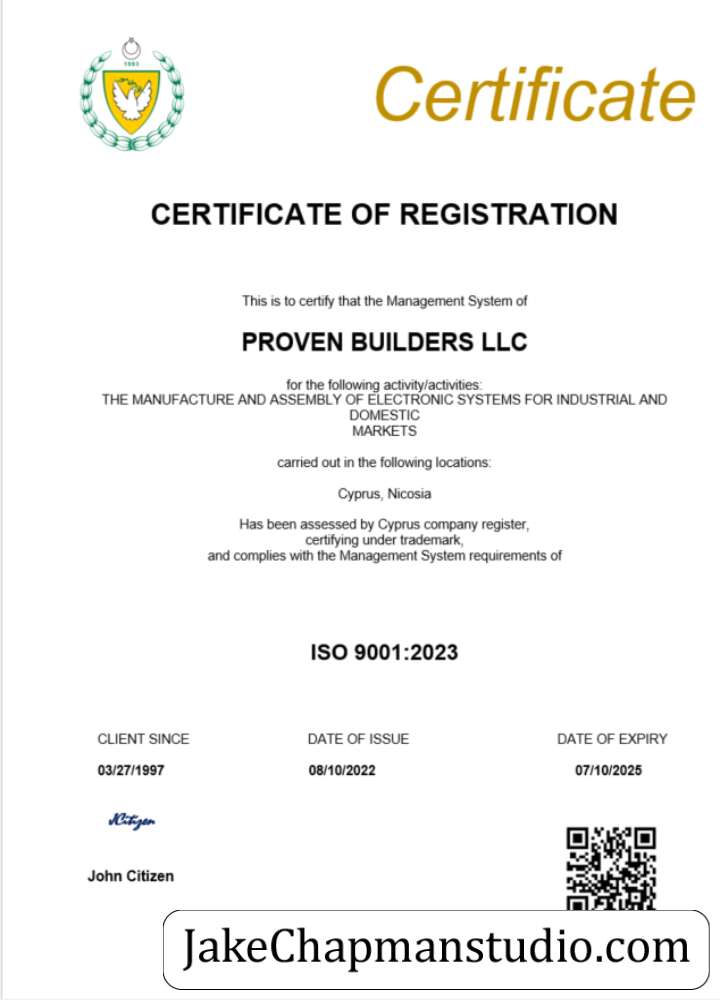 1983
Certificate
CERTIFICATE OF REGISTRATION
This is to certify that the Management System of
PROVEN BUILDERS LLC
for the following activity/activities:
THE MANUFACTURE AND ASSEMBLY OF ELECTRONIC SYSTEMS FOR INDUSTRIAL AND
DOMESTIC
MARKETS
carried out in the following locations:
Cyprus, Nicosia
Has been assessed by Cyprus company register,
certifying under trademark,
and complies with the Management System requirements of
ISO 9001:2023
CLIENT SINCE DATE OF ISSUE DATE OF EXPIRY
03/27/1997 08/10/2022 07/10/2025
JCitizen
John Citizen
JakeChapmanstudio.com